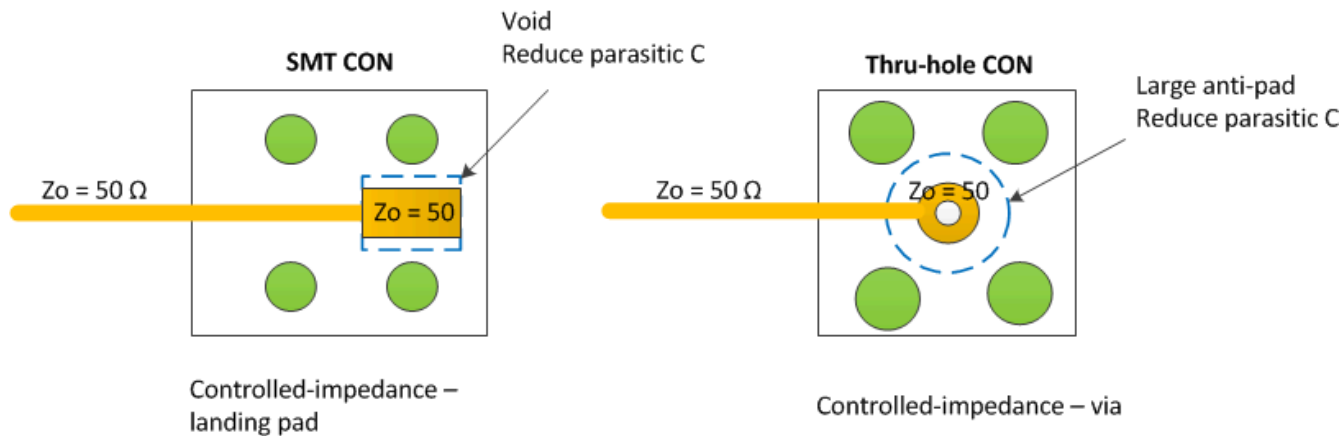 Void
Reduce parasitic C
SMT CON
Zo = 50 Ω
Zo = 50
Controlled-impedance –
landing pad
Thru-hole CON
Large anti-pad
Reduce parasitic C
Zo = 50 Ω
Zo = 50
Controlled-impedance – via